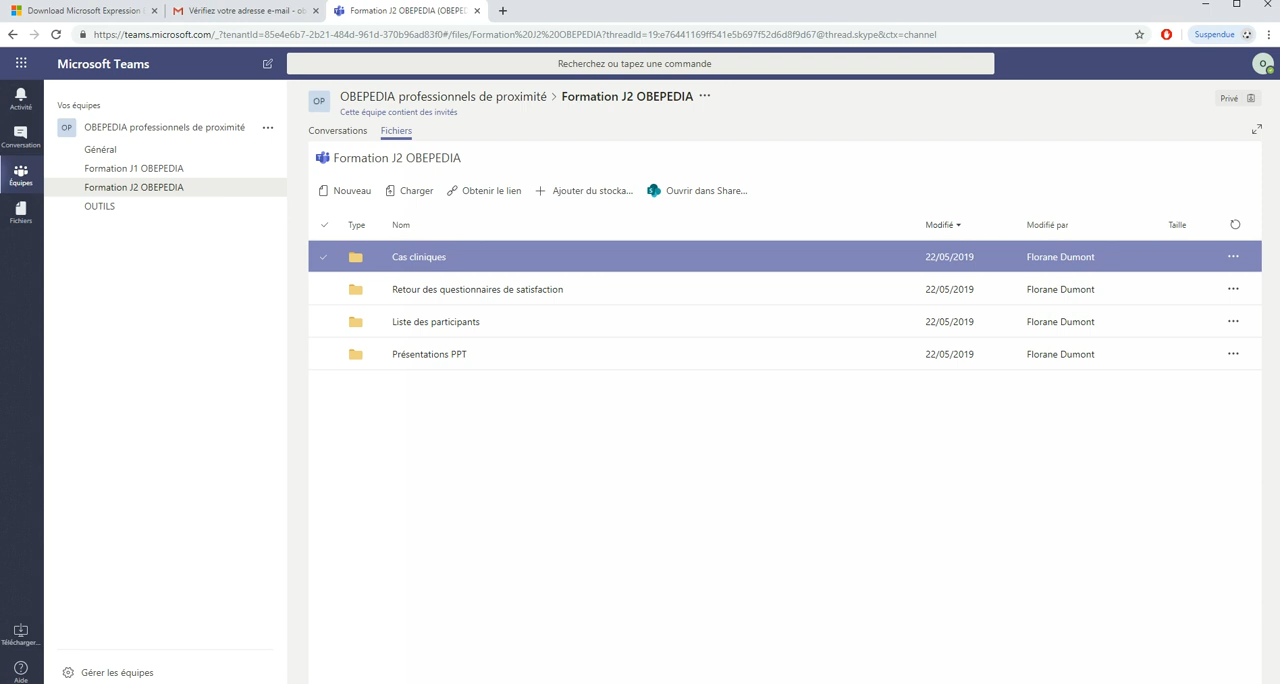 Download Microsoft Expression
Vérifiez votre adresse e-mail - ob
Formation J2 OBEPEDIA (OBEPED
https://teams.microsoft.com/_?tenantId=85e4e6b7-2b21-484d-961d-370b96ad83f0#/files/Formation%20J2%20OBEPEDIA?threadId=19:e76441169ff541e5b697f52d6d8f9d67@thread.skype&ctx=channel
Suspendue
Microsoft Teams
Recherchez ou tapez une commande
O
Activité
Conversation
Équipes
Fichiers
Télécharger...
Aide
Vos équipes
OP OBEPEDIA professionnels de proximité ...
Général
Formation J1 OBEPEDIA
Formation J2 OBEPEDIA
OUTILS
Gérer les équipes
OP OBEPEDIA professionnels de proximité > Formation J2 OBEPEDIA ...
Cette équipe contient des invités
Privé
Conversations Fichiers
Formation J2 OBEPEDIA
Nouveau Charger Obtenir le lien + Ajouter du stocka... Ouvrir dans Share...
Type Nom Modifié Modifié par Taille
Cas cliniques 22/05/2019 Florane Dumont ...
Retour des questionnaires de satisfaction 22/05/2019 Florane Dumont ...
Liste des participants 22/05/2019 Florane Dumont ...
Présentations PPT 22/05/2019 Florane Dumont ...